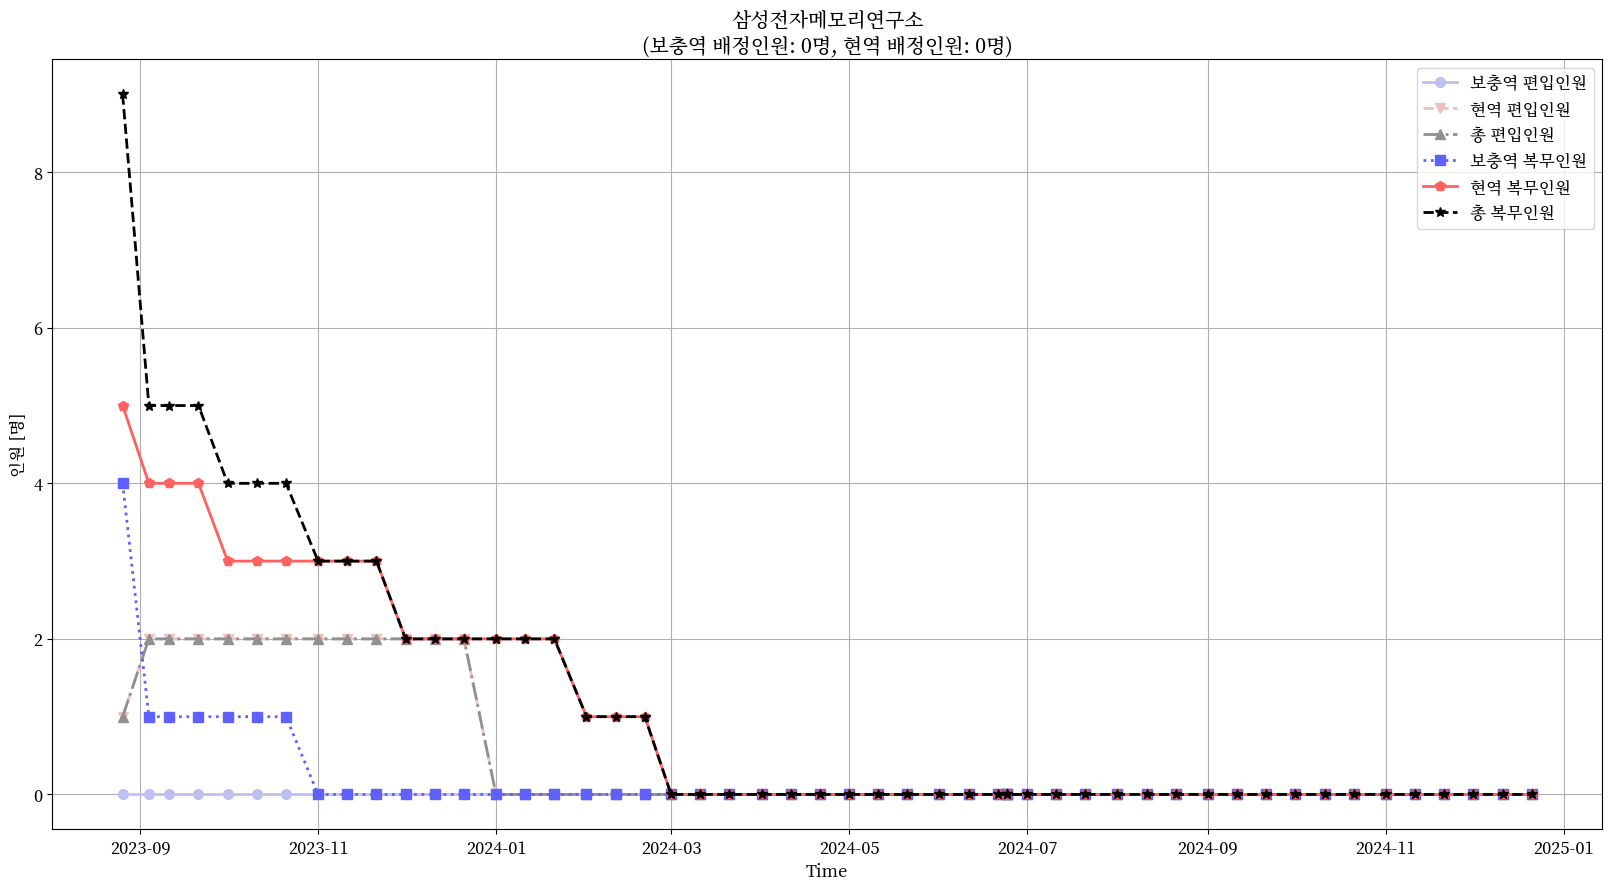 삼성전자메모리연구소
(보충역 배정인원: 0명, 현역 배정인원: 0명)
보충역 편입인원
현역 편입인원
총 편입인원
보충역 복무인원
현역 복무인원
총 복무인원
인원 [명]
8
6
4
2
0
2023-09 2023-11 2024-01 2024-03 2024-05 2024-07 2024-09 2024-11 2025-01
Time